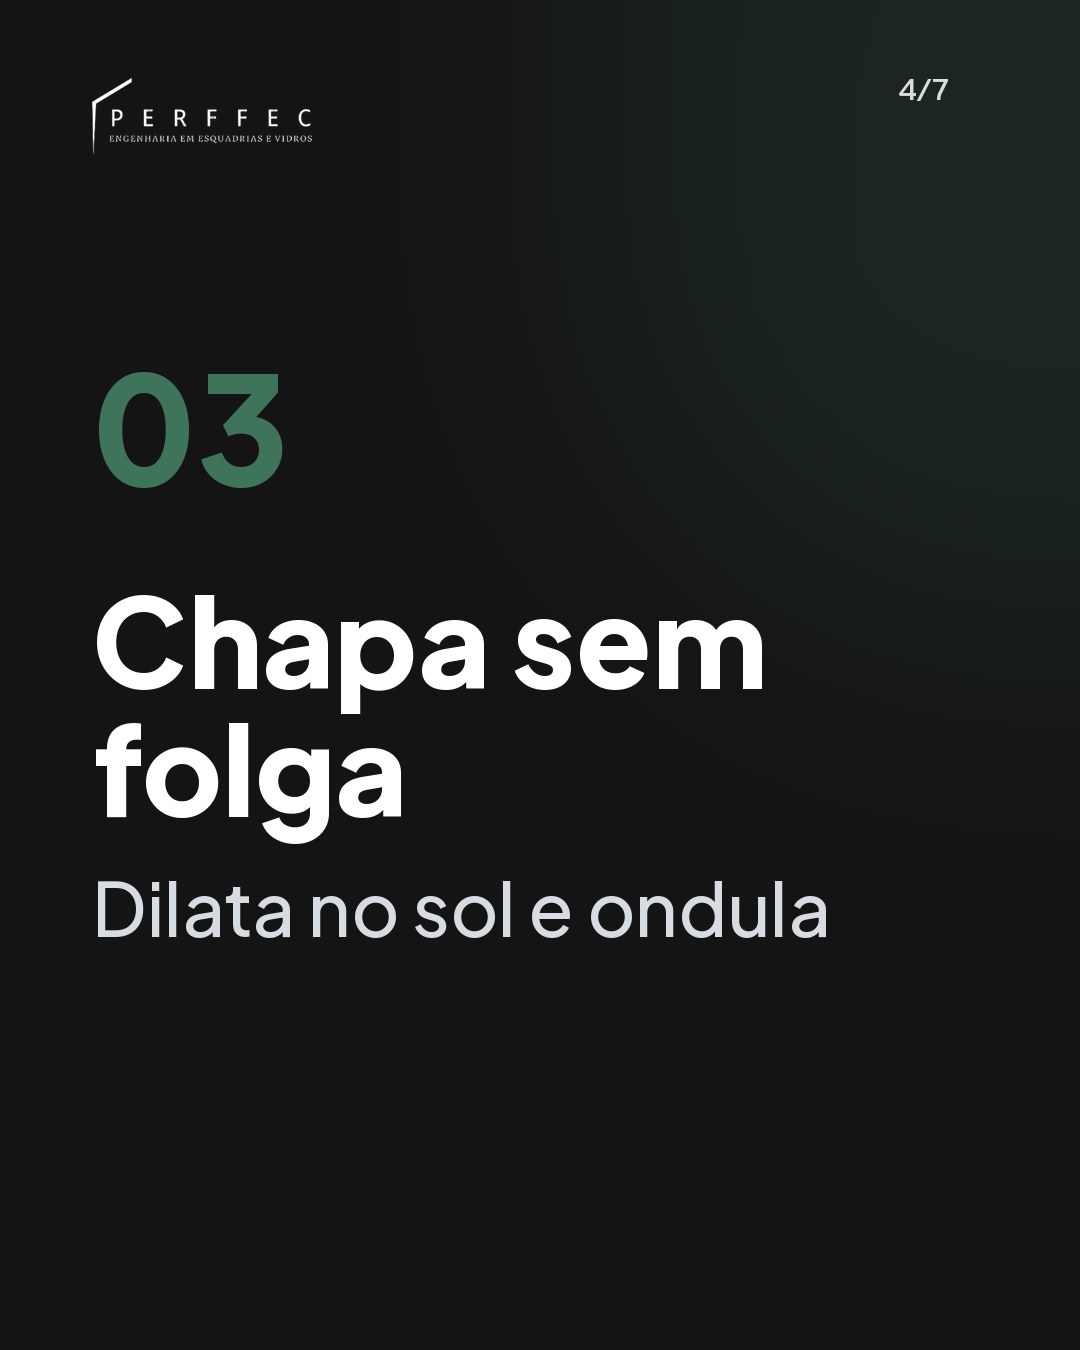 PERFFEC
ENGENHARIA EM ESQUADRIAS E VIDROS
4/7
03
Chapa sem
folga
Dilata no sol e ondula